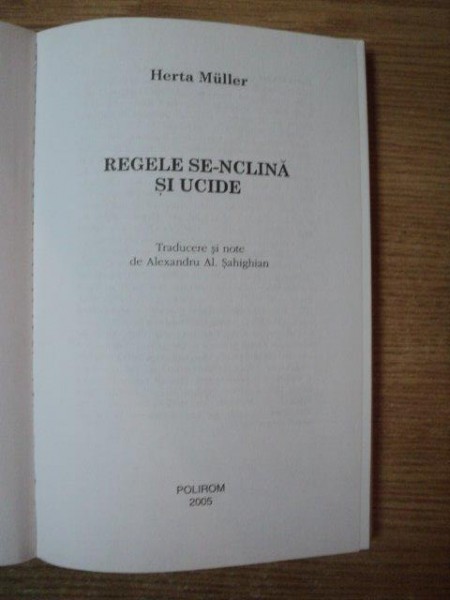 Herta Müller
REGELE SE-NCLINĂ
ȘI UCIDE
Traducere și note
de Alexandru Al. Șahighian
POLIROM
2005